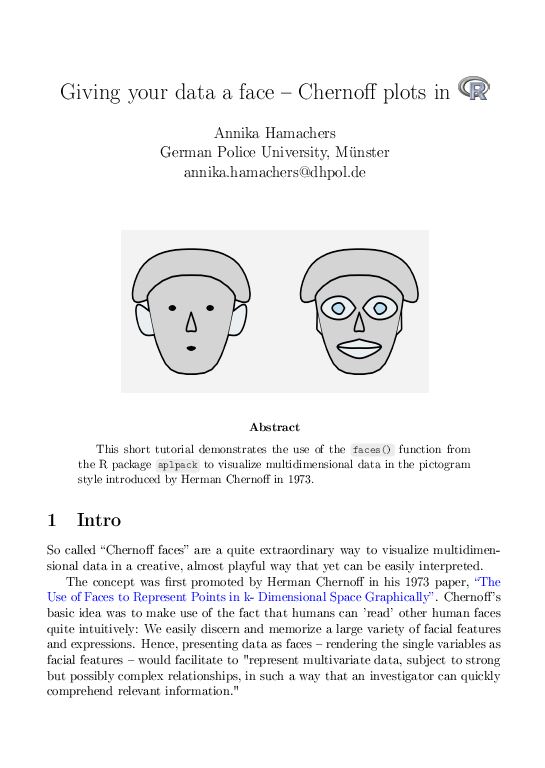 Giving your data a face – Chernoff plots in R
Annika Hamachers
German Police University, Münster
annika.hamachers@dhpol.de
Abstract
This short tutorial demonstrates the use of the faces() function from
the R package aplpack to visualize multidimensional data in the pictogram
style introduced by Herman Chernoff in 1973.
1 Intro
So called “Chernoff faces” are a quite extraordinary way to visualize multidimen-
sional data in a creative, almost playful way that yet can be easily interpreted.
The concept was first promoted by Herman Chernoff in his 1973 paper, “The
Use of Faces to Represent Points in k- Dimensional Space Graphically”. Chernoff’s
basic idea was to make use of the fact that humans can ’read’ other human faces
quite intuitively: We easily discern and memorize a large variety of facial features
and expressions. Hence, presenting data as faces – rendering the single variables as
facial features – would facilitate to "represent multivariate data, subject to strong
but possibly complex relationships, in such a way that an investigator can quickly
comprehend relevant information."